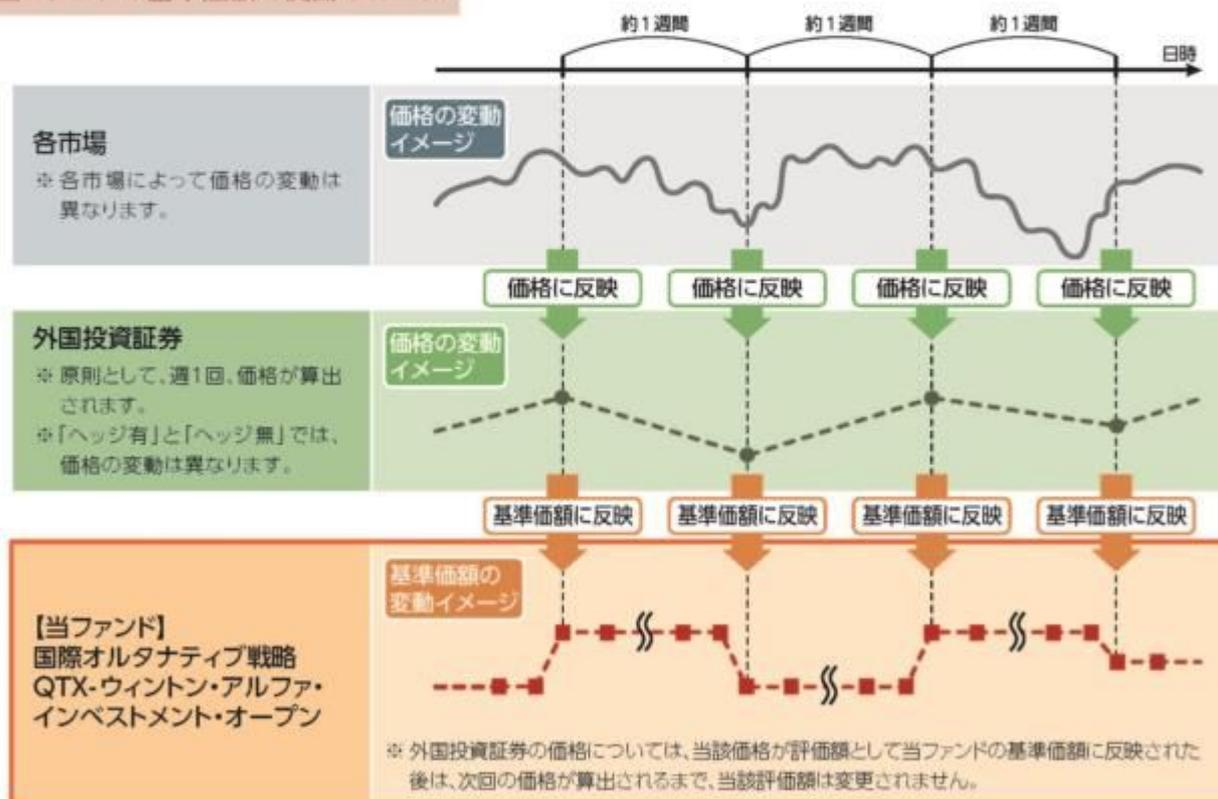 約1週間 約1週間 約1週間
日時
価格の変動
イメージ
各市場
※ 各市場によって価格の変動は
異なります。
価格に反映 価格に反映 価格に反映 価格に反映
外国投資証券
※ 原則として、週1回、価格が算出
されます。
※「ヘッジ有」と「ヘッジ無」では、
価格の変動は異なります。
価格の変動
イメージ
基準価額に反映 基準価額に反映 基準価額に反映 基準価額に反映
基準価額の
変動イメージ
【当ファンド】
国際オルタナティブ戦略
QTX-ウィントン・アルファ・
インベストメント・オープン
※ 外国投資証券の価格については、当該価格が評価額として当ファンドの基準価額に反映された
後は、次回の価格が算出されるまで、当該評価額は変更されません。